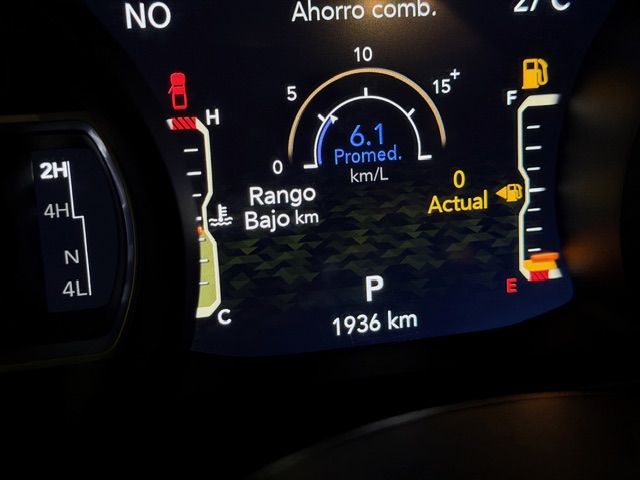 NO
Ahorro comb.
27°C
10
5
15+
H
F
0
6.1
Promed.
km/L
2H
4H
N
4L
Rango
Bajo km
0
Actual
C
E
P
1936 km